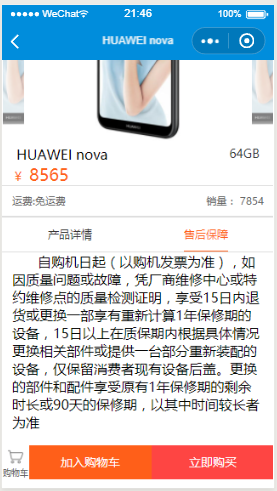 WeChat 21:46 100%
HUAWEI nova
HUAWEI nova 64GB
¥ 8565
运费:免运费 销量: 7854
产品详情 售后保障
自购机日起（以购机发票为准），如
因质量问题或故障，凭厂商维修中心或特
约维修点的质量检测证明，享受15日内退
货或更换一部享有重新计算1年保修期的
设备，15日以上在质保期内根据具体情况
更换相关部件或提供一台部分重新装配的
设备，仅保留消费者现有设备后盖。更换
的部件和配件享受原有1年保修期的剩余
时长或90天的保修期，以其中时间较长者
为准
购物车 加入购物车 立即购买